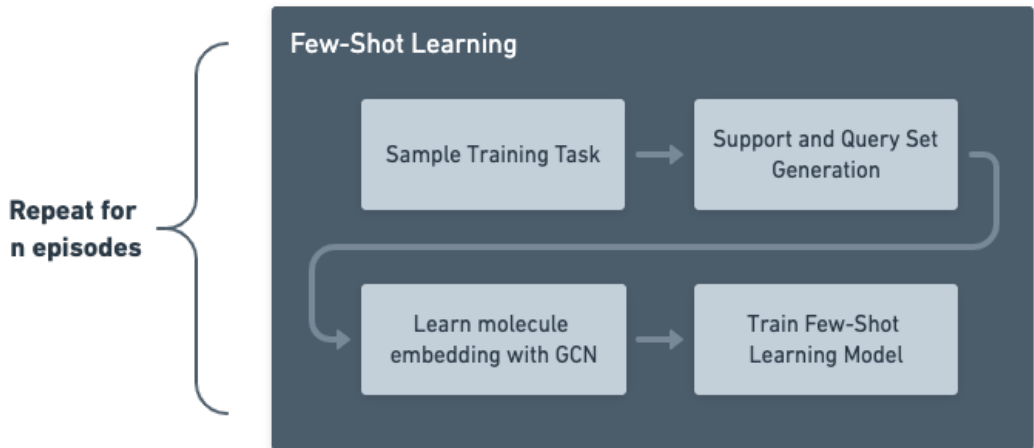 Few-Shot Learning
Sample Training Task
Support and Query Set
Generation
Repeat for
n episodes
Learn molecule
embedding with GCN
Train Few-Shot
Learning Model